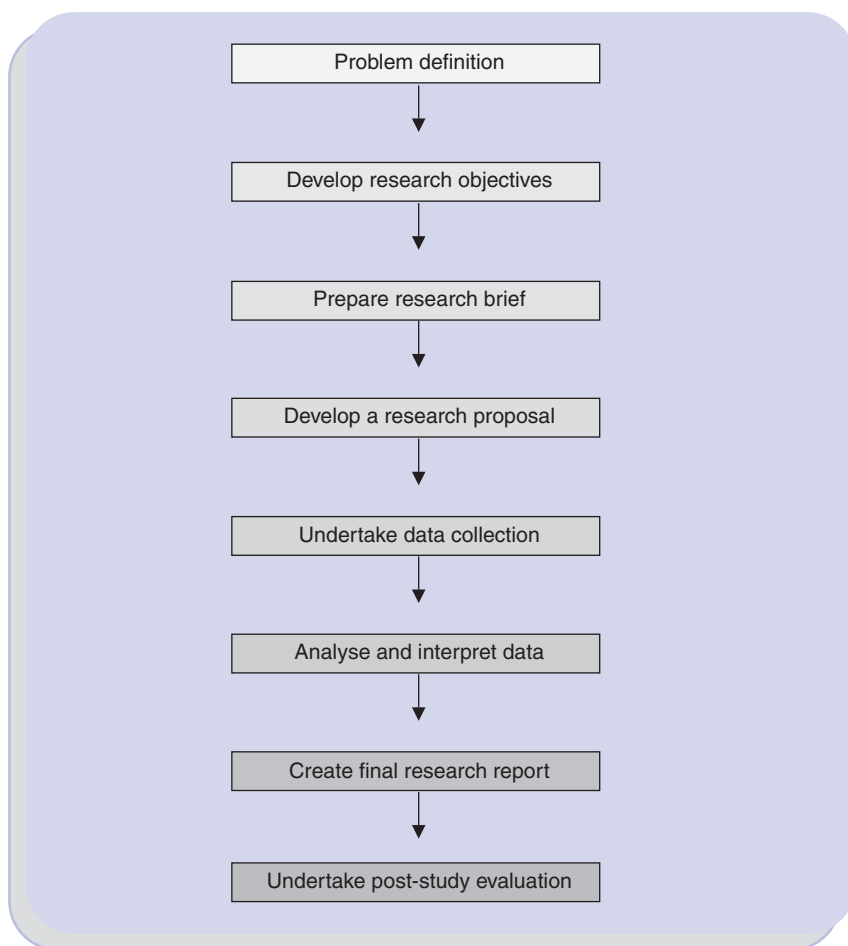 Problem definition
Develop research objectives
Prepare research brief
Develop a research proposal
Undertake data collection
Analyse and interpret data
Create final research report
Undertake post-study evaluation